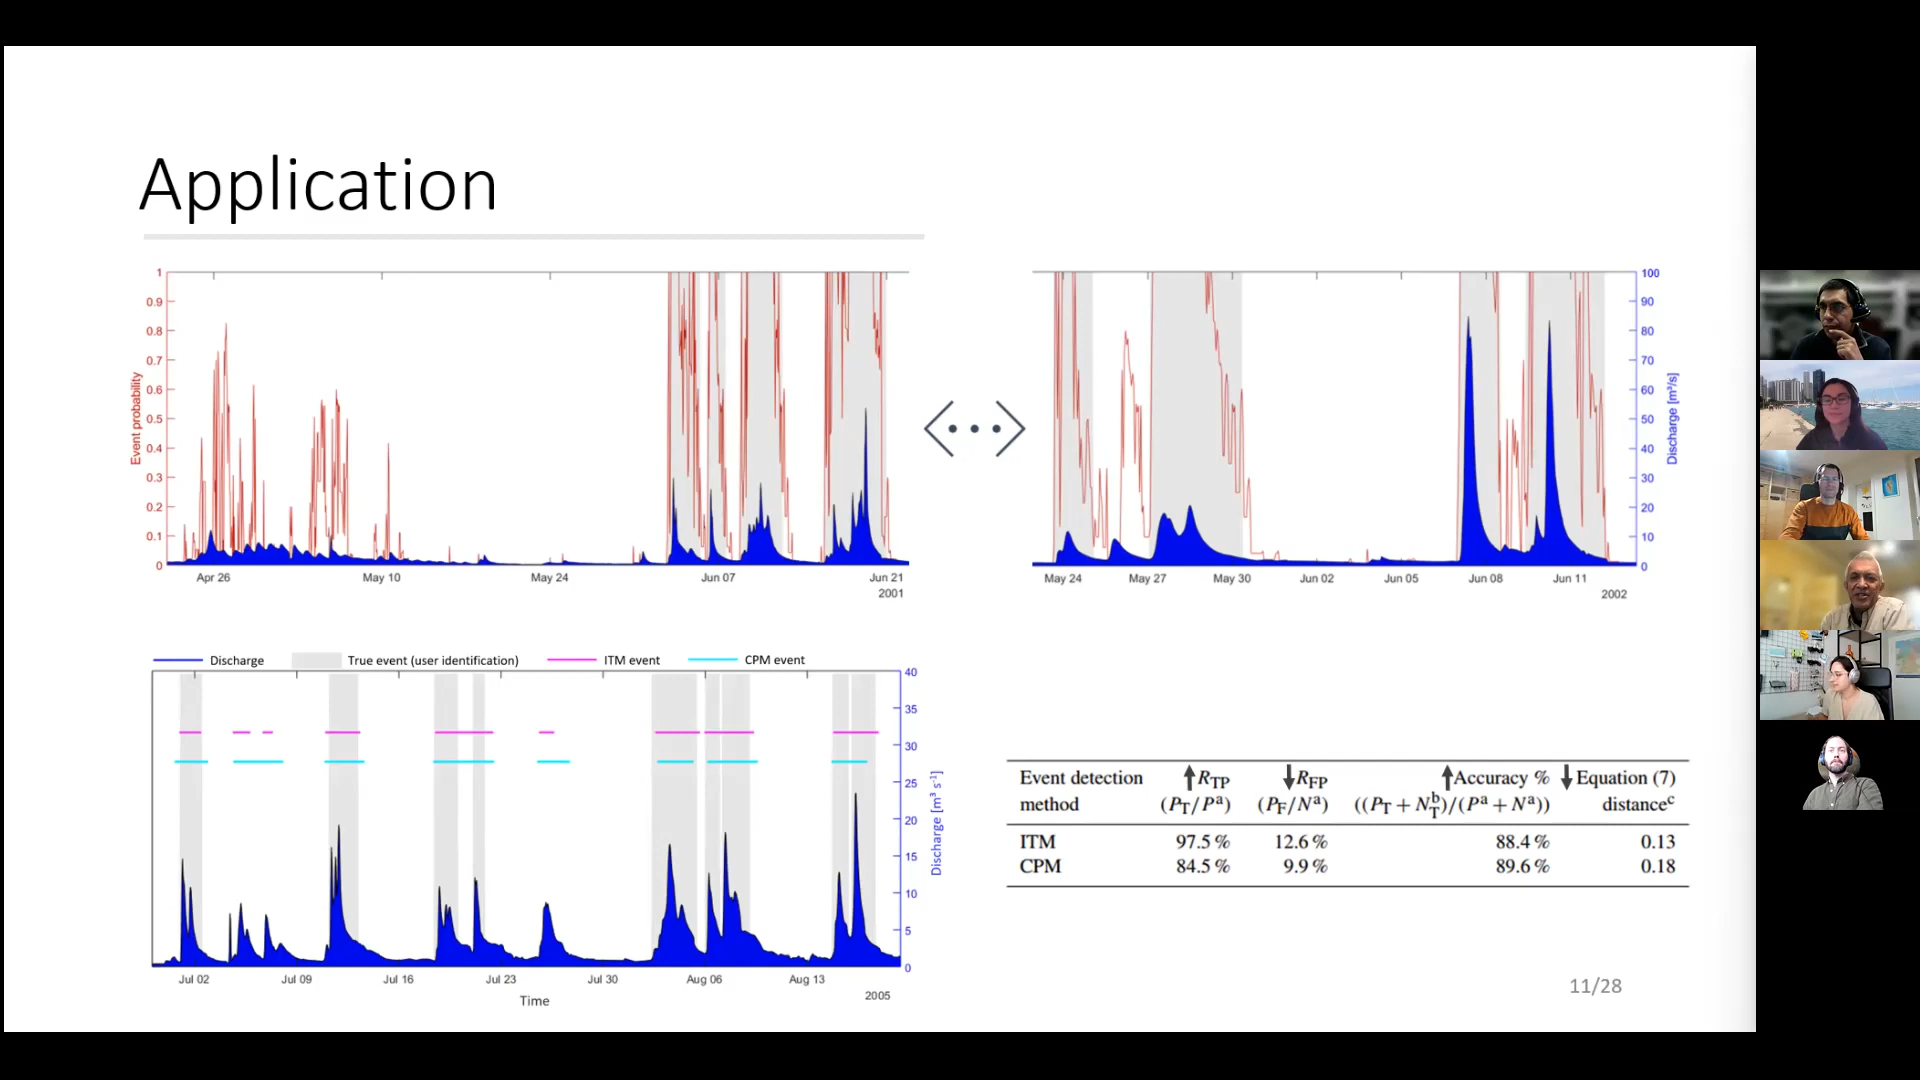 Application
1
0.9
0.8
0.7
0.6
0.5
0.4
0.3
0.2
0.1
0
Event probability
Apr 26 May 10 May 24 Jun 07 Jun 21
2001
100
90
80
70
60
50
40
30
20
10
0
Discharge [m³/s]
May 24 May 27 May 30 Jun 02 Jun 05 Jun 08 Jun 11
2002
Discharge True event (user identification) ITM event CPM event
40
35
30
25
20
15
10
5
0
Discharge [m³ s⁻¹]
Jul 02 Jul 09 Jul 16 Jul 23 Jul 30 Aug 06 Aug 13
2005
Time
Event detection ↑R_TP ↓R_FP ↑Accuracy % ↓Equation (7)
method (P_T/Pᵃ) (P_F/Nᵃ) ((P_T + N_Tᵇ)/(Pᵃ + Nᵃ)) distanceᶜ
ITM 97.5 % 12.6 % 88.4 % 0.13
CPM 84.5 % 9.9 % 89.6 % 0.18
11/28